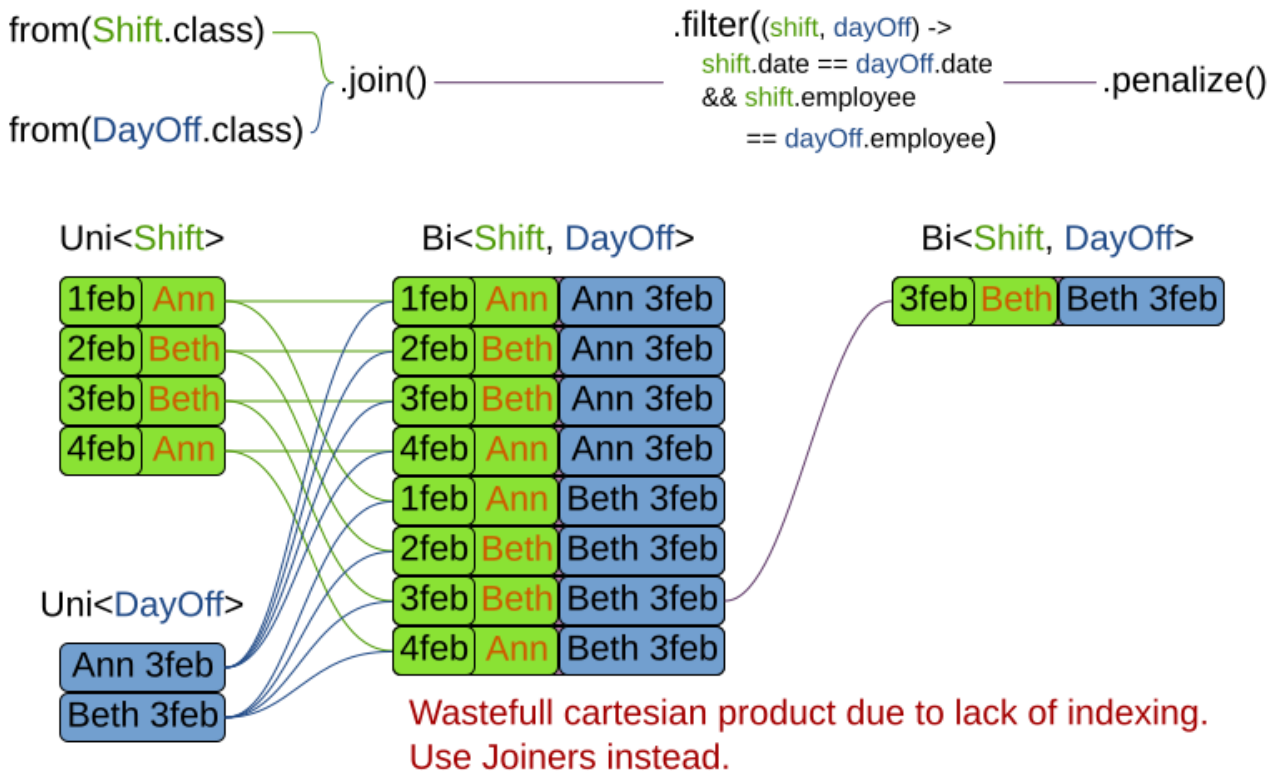 from(Shift.class)
from(DayOff.class)
.join()
.filter((shift, dayOff) ->
shift.date == dayOff.date
&& shift.employee
== dayOff.employee)
.penalize()
Uni<Shift>
1feb Ann
2feb Beth
3feb Beth
4feb Ann
Uni<DayOff>
Ann 3feb
Beth 3feb
Bi<Shift, DayOff>
1feb Ann Ann 3feb
2feb Beth Ann 3feb
3feb Beth Ann 3feb
4feb Ann Ann 3feb
1feb Ann Beth 3feb
2feb Beth Beth 3feb
3feb Beth Beth 3feb
4feb Ann Beth 3feb
Bi<Shift, DayOff>
3feb Beth Beth 3feb
Wastefull cartesian product due to lack of indexing.
Use Joiners instead.